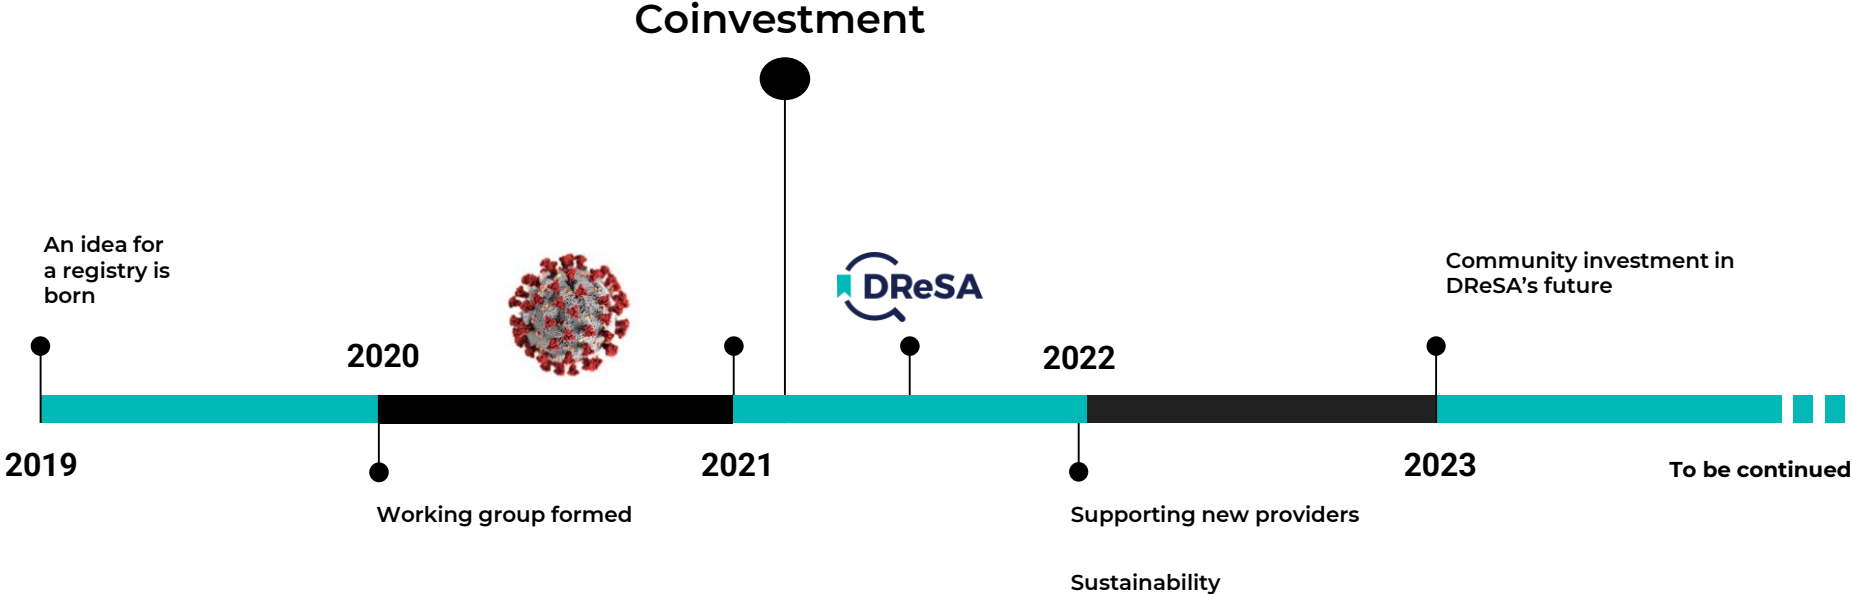 Coinvestment
An idea for
a registry is
born
DReSA
Community investment in
DReSA’s future
2020
2022
2019
2021
2023
To be continued
Working group formed
Supporting new providers
Sustainability